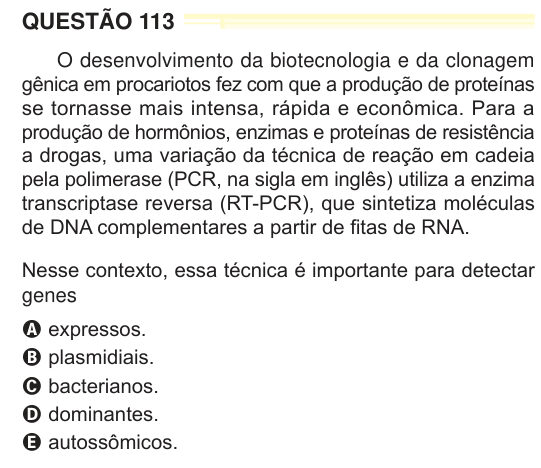 QUESTÃO 113
O desenvolvimento da biotecnologia e da clonagem
gênica em procariotos fez com que a produção de proteínas
se tornasse mais intensa, rápida e econômica. Para a
produção de hormônios, enzimas e proteínas de resistência
a drogas, uma variação da técnica de reação em cadeia
pela polimerase (PCR, na sigla em inglês) utiliza a enzima
transcriptase reversa (RT-PCR), que sintetiza moléculas
de DNA complementares a partir de fitas de RNA.
Nesse contexto, essa técnica é importante para detectar
genes
A expressos.
B plasmidiais.
C bacterianos.
D dominantes.
E autossômicos.